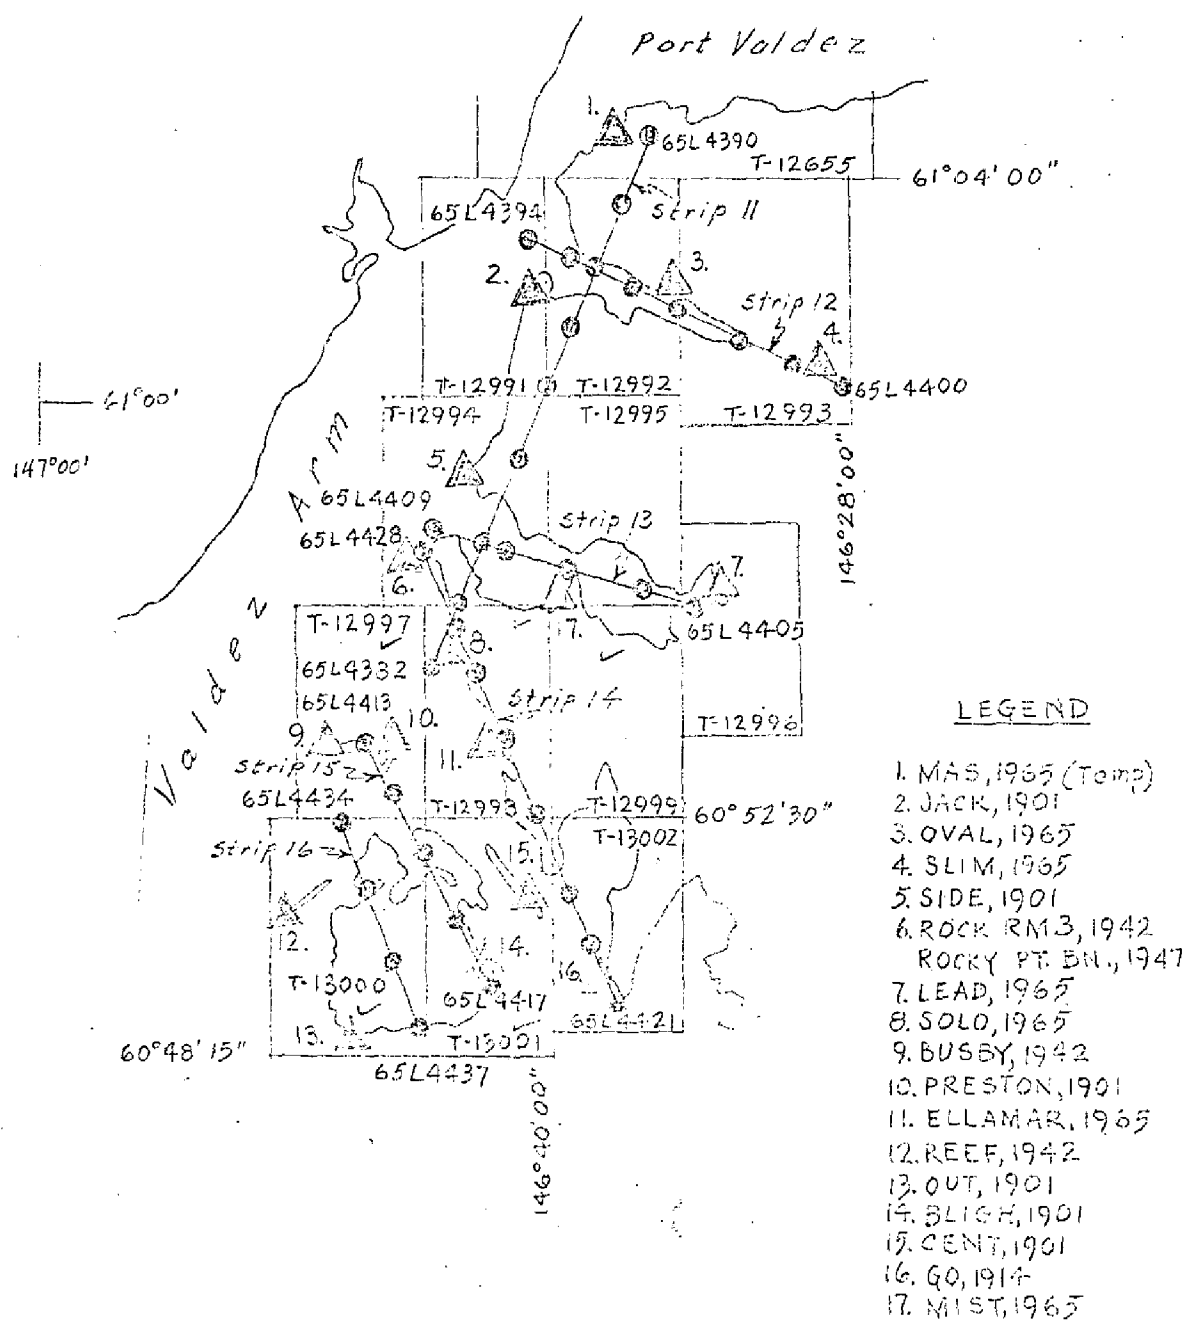 Port Valdez
1.
65L4390
T-12655
61°04'00"
65L4394
Strip 11
2.
3.
Strip 12
4.
T-12991
T-12992
65L4400
61°00'
T-12994
T-12995
T-12993
147°00'
Arm
5.
65L4409
Strip 13
146°28'00"
65L4428
6.
7.
Valdez
T-12997
17.
65L4405
8.
65L4332
65L4413
Strip 14
10.
9.
T-12996
11.
Strip 15
65L4434
T-12998
T-12999
60°52'30"
T-13002
Strip 16
15.
12.
14.
16.
T-13000
65L4417
65L4421
13.
T-13001
60°48'15"
65L4437
146°40'00"
LEGEND
1. MAS, 1965 (Temp)
2. JACK, 1901
3. OVAL, 1965
4. SLIM, 1965
5. SIDE, 1901
6. ROCK RM3, 1942
ROCKY PT. BN., 1947
7. LEAD, 1965
8. SOLO, 1965
9. BUSBY, 1942
10. PRESTON, 1901
11. ELLAMAR, 1965
12. REEF, 1942
13. OUT, 1901
14. BLIGH, 1901
15. CENT, 1901
16. GO, 1914
17. MIST, 1965